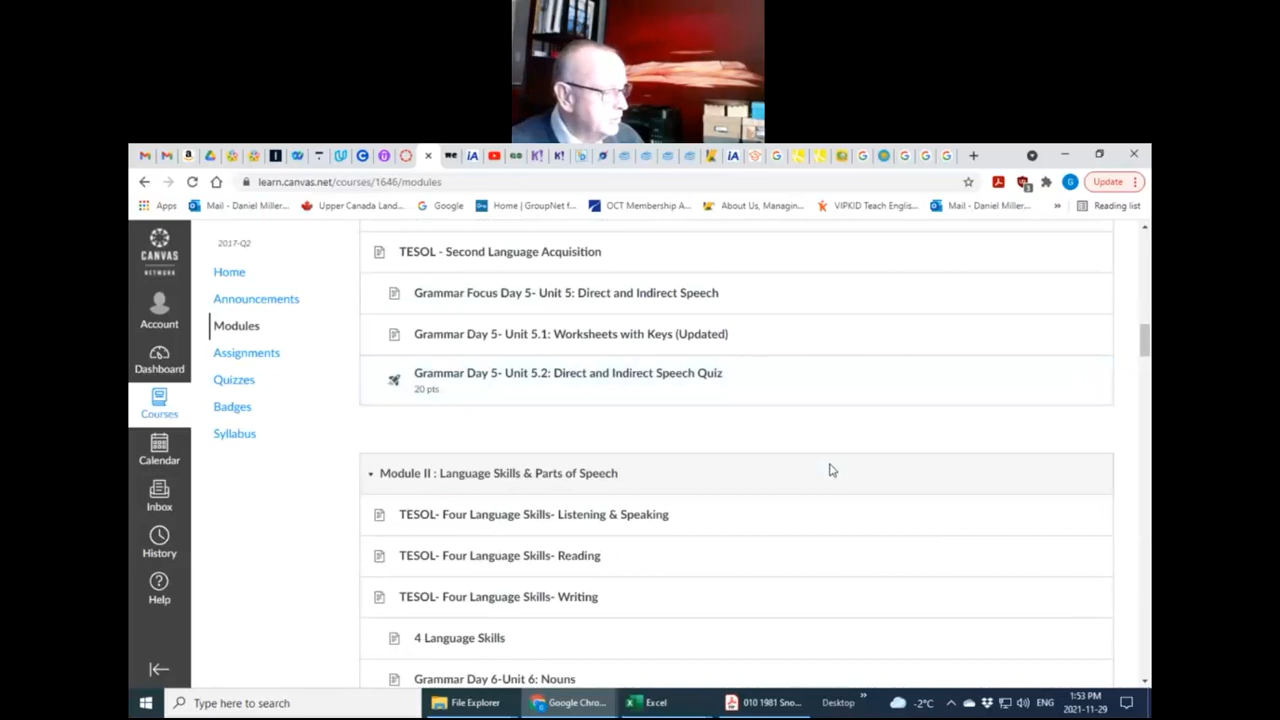 learn.canvas.net/courses/1646/modules
Update
Apps
Mail - Daniel Miller...
Upper Canada Land...
Google
Home | GroupNet f...
OCT Membership A...
About Us, Managin...
VIPKID Teach Englis...
Mail - Daniel Miller...
»
Reading list
CANVAS
NETWORK
Account
Dashboard
Courses
Calendar
Inbox
History
Help
2017-Q2
Home
Announcements
Modules
Assignments
Quizzes
Badges
Syllabus
TESOL - Second Language Acquisition
Grammar Focus Day 5- Unit 5: Direct and Indirect Speech
Grammar Day 5- Unit 5.1: Worksheets with Keys (Updated)
Grammar Day 5- Unit 5.2: Direct and Indirect Speech Quiz
20 pts
Module II : Language Skills & Parts of Speech
TESOL- Four Language Skills- Listening & Speaking
TESOL- Four Language Skills- Reading
TESOL- Four Language Skills- Writing
4 Language Skills
Grammar Day 6-Unit 6: Nouns
Type here to search
File Explorer
Google Chro...
Excel
010 1981 Sno...
Desktop
»
-2°C
ENG
1:53 PM
2021-11-29